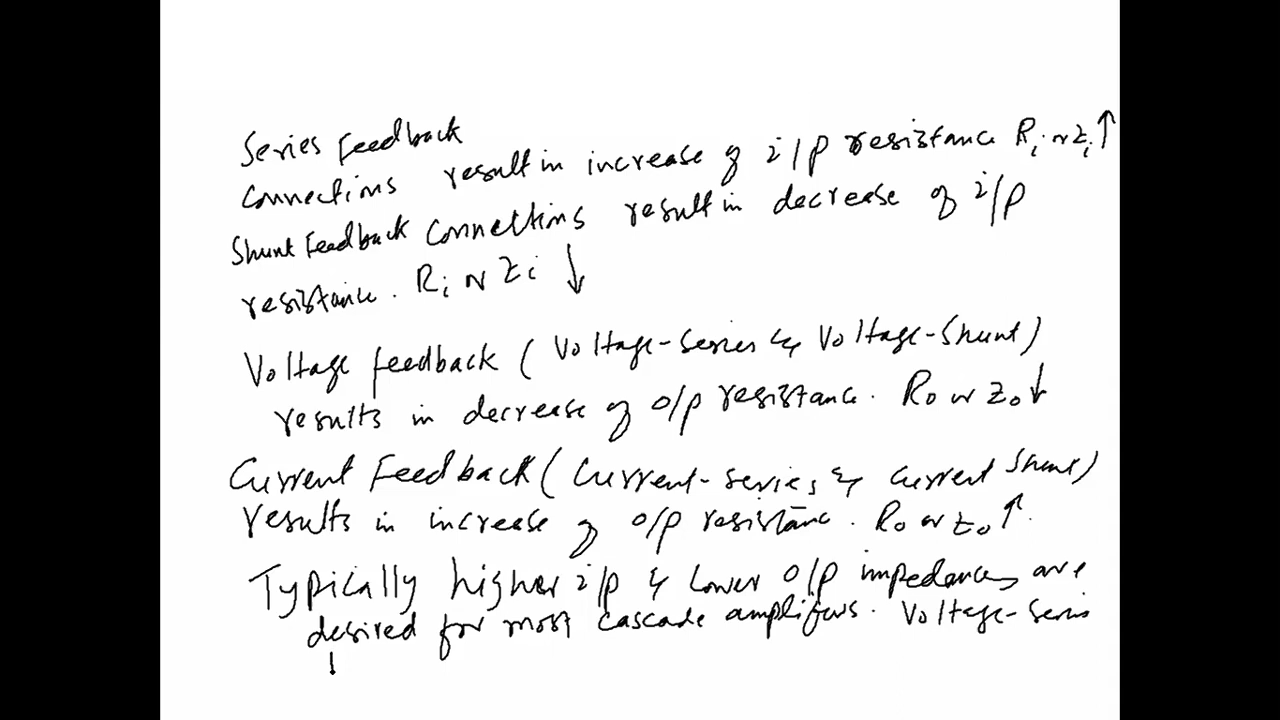 Series Feedback
Connections result in increase of i/p resistance Ri or Zi ↑
Shunt Feedback Connections result in decrease of i/p
resistance. Ri or Zi ↓
Voltage feedback (Voltage-Series & Voltage-Shunt)
results in decrease of o/p resistance. Ro or Zo ↓
Current Feedback (Current-series & Current Shunt)
results in increase of o/p resistanc. Ro or Zo ↑.
Typically higher i/p & Lower o/p impedances are
desired for most cascade amplifers. Voltage-Series